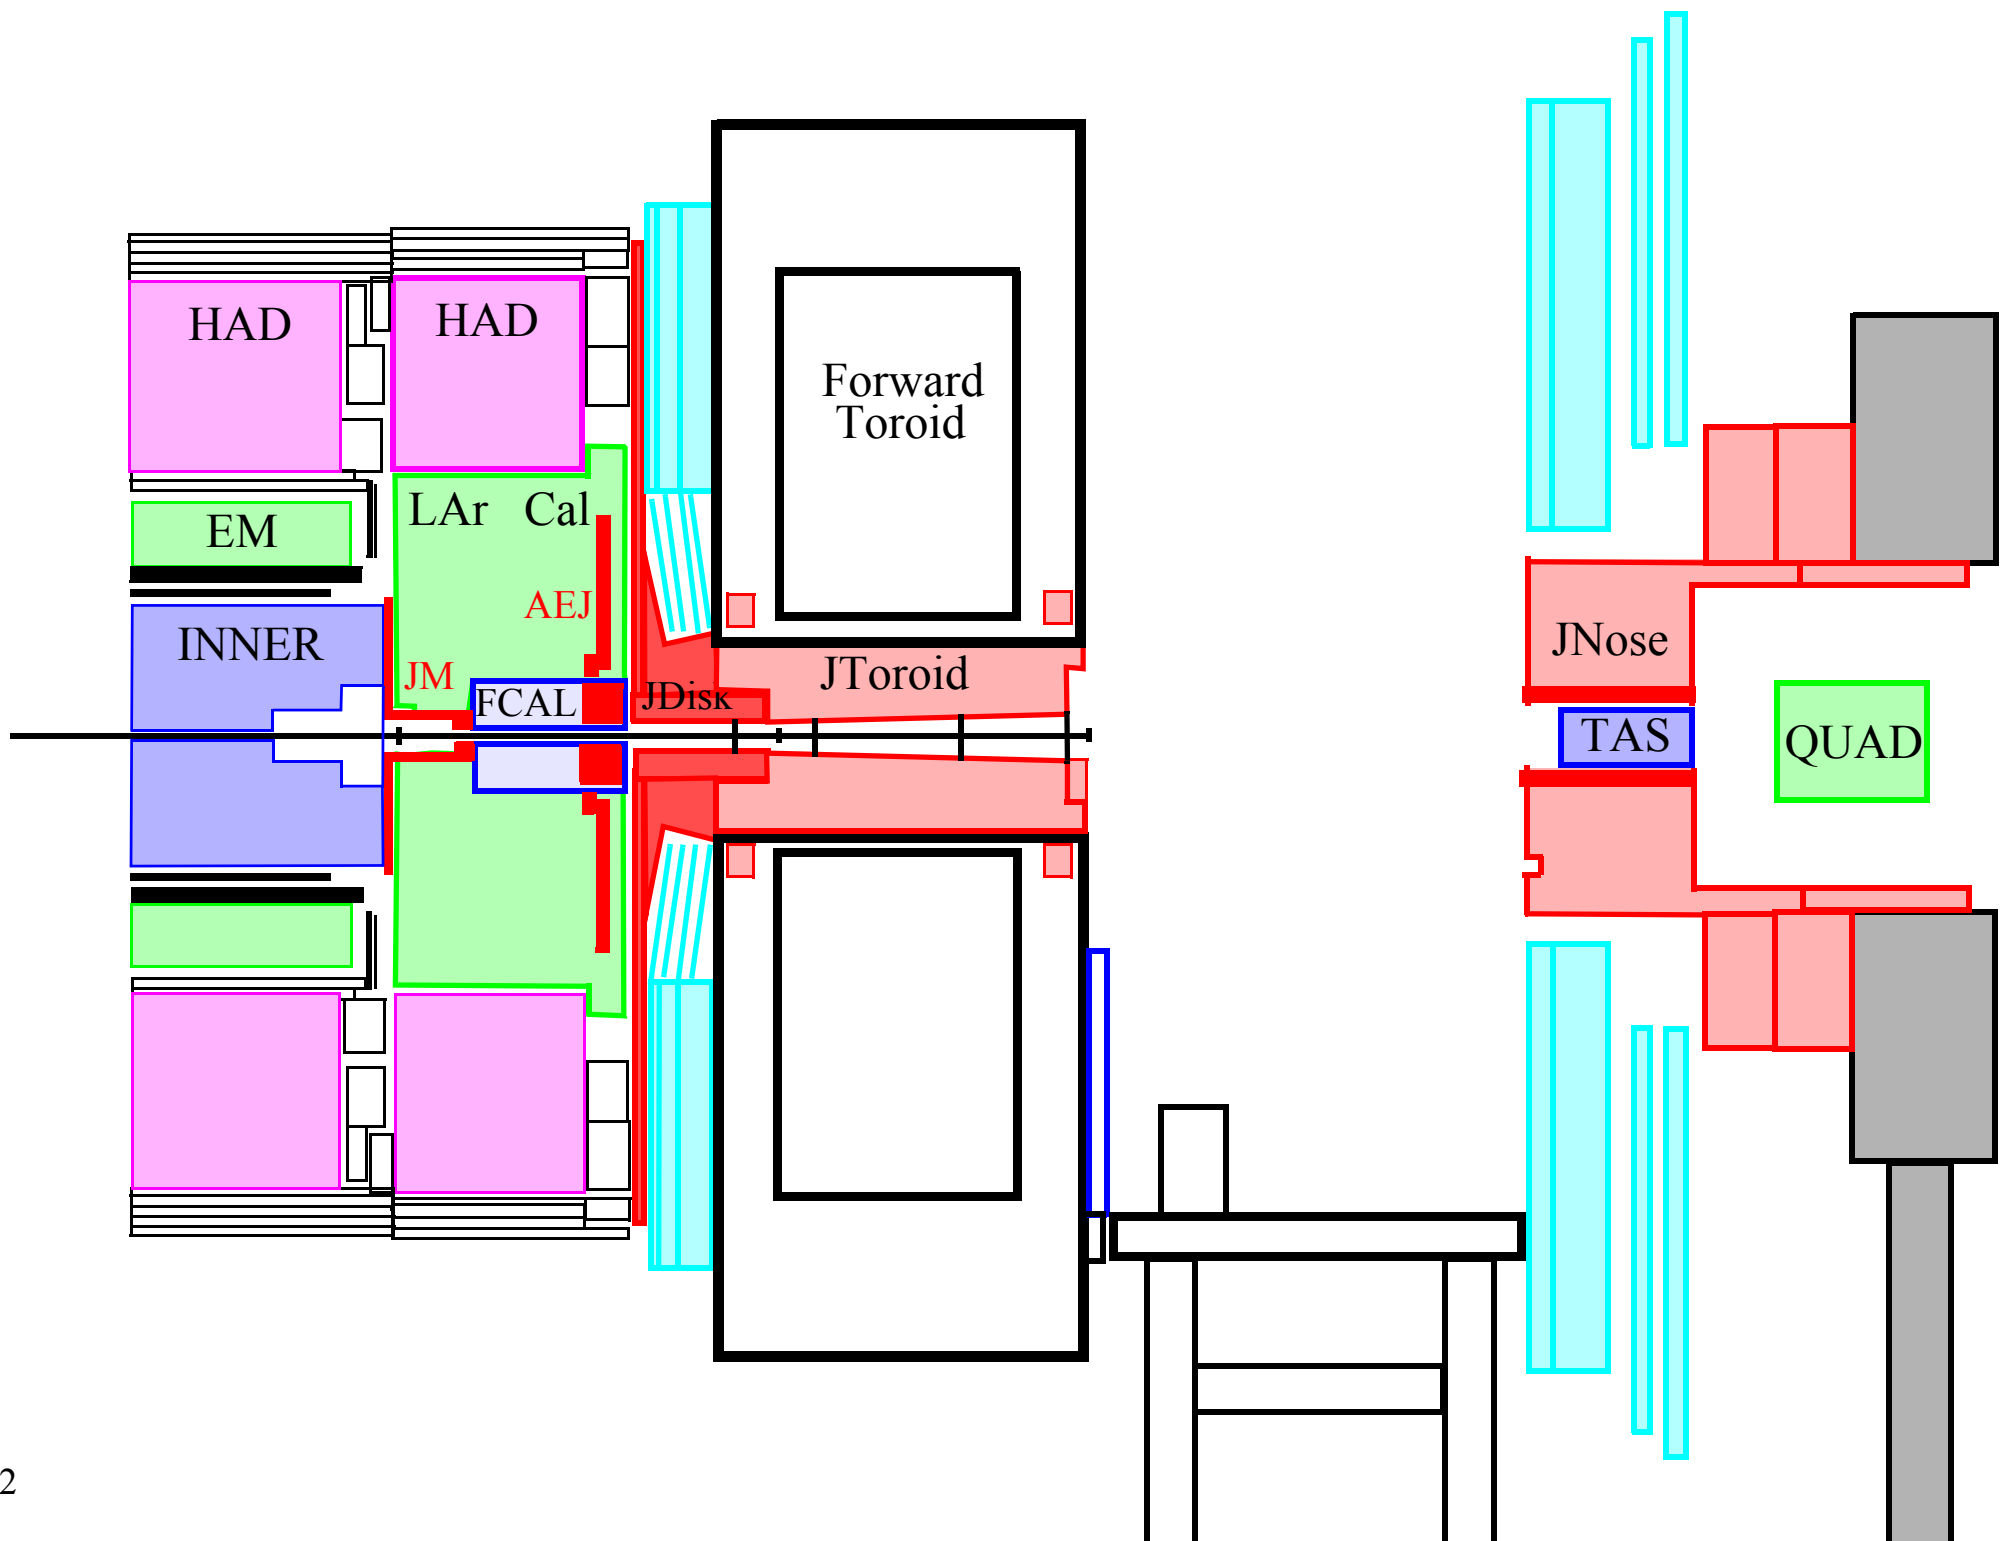 HAD
HAD
Forward
Toroid
LAr Cal
EM
AEJ
INNER
JM
FCAL
JDisk
JToroid
JNose
TAS
QUAD
2